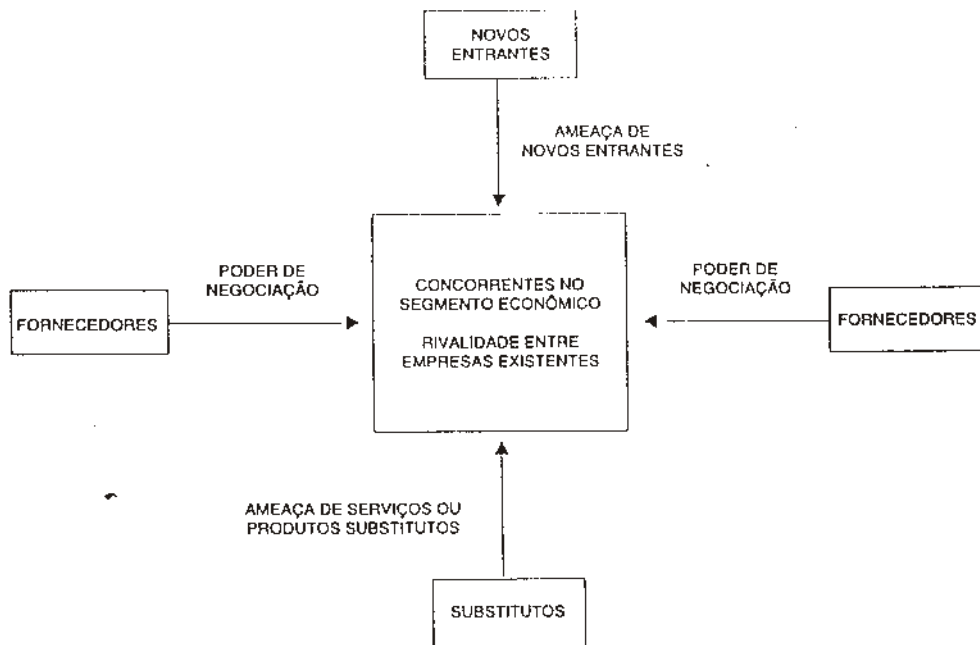 NOVOS
ENTRANTES
AMEAÇA DE
NOVOS ENTRANTES
PODER DE
NEGOCIAÇÃO
FORNECEDORES
CONCORRENTES NO
SEGMENTO ECONÔMICO
RIVALIDADE ENTRE
EMPRESAS EXISTENTES
PODER DE
NEGOCIAÇÃO
FORNECEDORES
AMEAÇA DE SERVIÇOS OU
PRODUTOS SUBSTITUTOS
SUBSTITUTOS